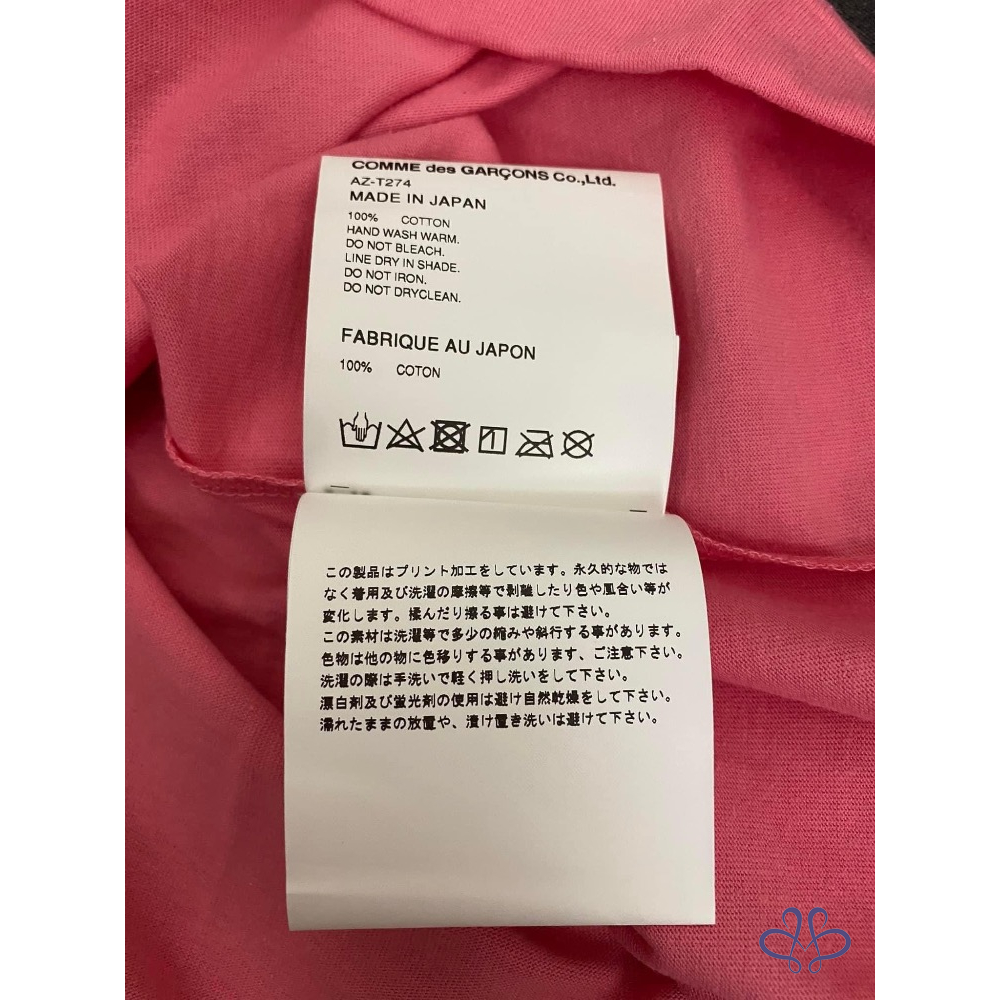 COMME des GARÇONS Co.,Ltd.
AZ-T274
MADE IN JAPAN
100% COTTON
HAND WASH WARM.
DO NOT BLEACH.
LINE DRY IN SHADE.
DO NOT IRON.
DO NOT DRYCLEAN.
FABRIQUE AU JAPON
100% COTON
この製品はプリント加工をしています。永久的な物では
なく着用及び洗濯の摩擦等で剥離したり色や風合い等が
変化します。揉んだり擦る事は避けて下さい。
この素材は洗濯等で多少の縮みや斜行する事があります。
色物は他の物に色移りする事があります、ご注意下さい。
洗濯の際は手洗いで軽く押し洗いをして下さい。
漂白剤及び蛍光剤の使用は避け自然乾燥をして下さい。
濡れたままの放置や、漬け置き洗いは避けて下さい。